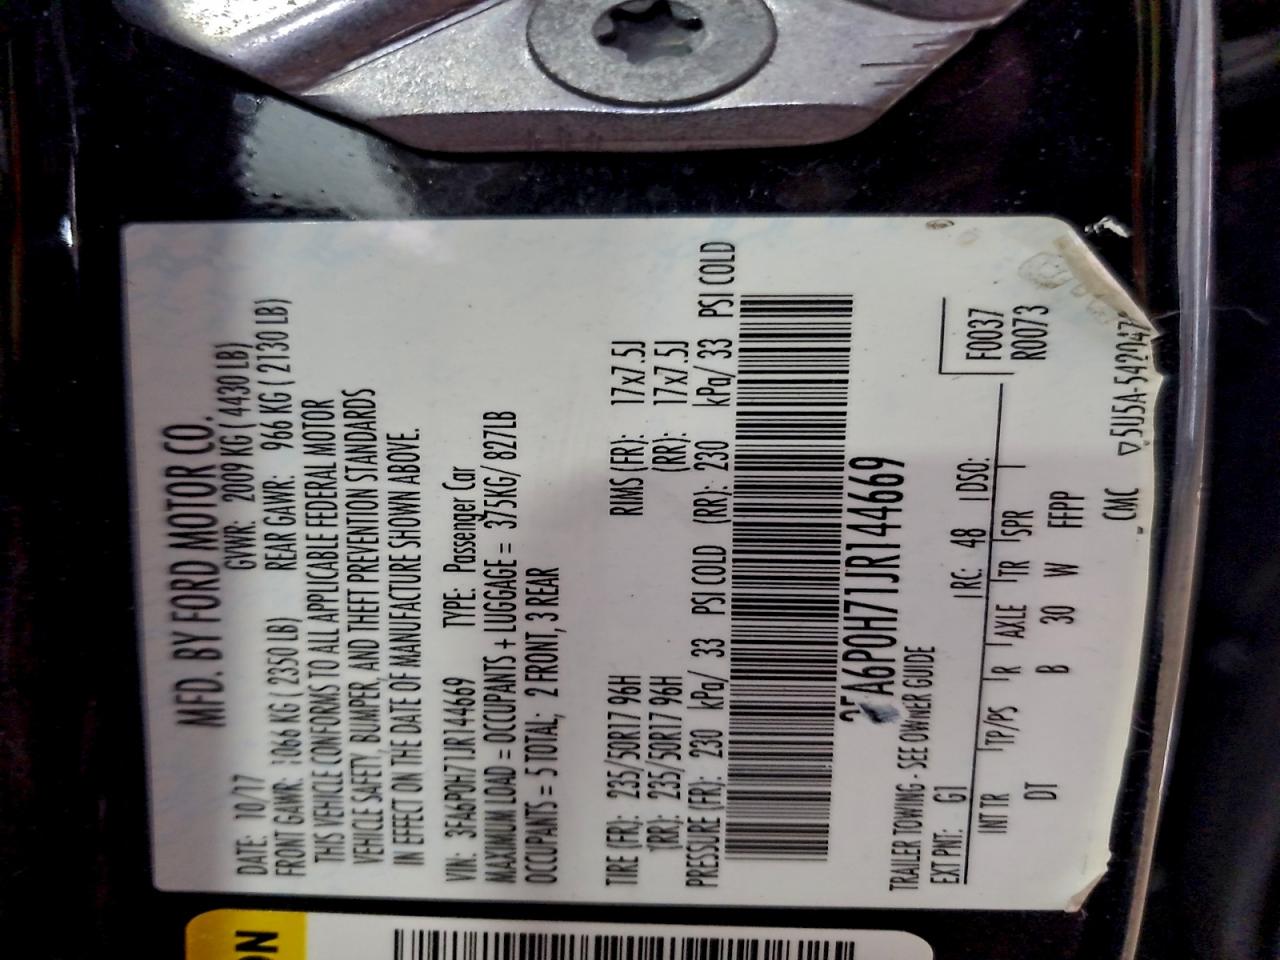 MFD. BY FORD MOTOR CO.
DATE: 10/17 GVWR: 2009 KG ( 4430 LB)
FRONT GAWR: 1066 KG ( 2350 LB) REAR GAWR: 966 KG ( 2130 LB)
THIS VEHICLE CONFORMS TO ALL APPLICABLE FEDERAL MOTOR
VEHICLE SAFETY, BUMPER, AND THEFT PREVENTION STANDARDS
IN EFFECT ON THE DATE OF MANUFACTURE SHOWN ABOVE.
VIN: 3FA6P0H71JR144669 TYPE: Passenger Car
MAXIMUM LOAD = OCCUPANTS + LUGGAGE = 375KG/ 827LB
OCCUPANTS = 5 TOTAL; 2 FRONT, 3 REAR
TIRE (FR): 235/50R17 96H RMS (FR): 17x7.5J
(RR): 235/50R17 96H (RR): 17x7.5J
PRESSURE (FR): 230 kPa/ 33 PSI COLD (RR): 230 kPa/ 33 PSI COLD
3FA6P0H71JR144669
TRAILER TOWING - SEE OWNER GUIDE
EXT PNT: G1 RC: 48 DSO: F0037
R0073
INT TR TP/PS R AXLE TR SPR
DT B 30 W FFPP
CMC ▽5U5A-542047
ON